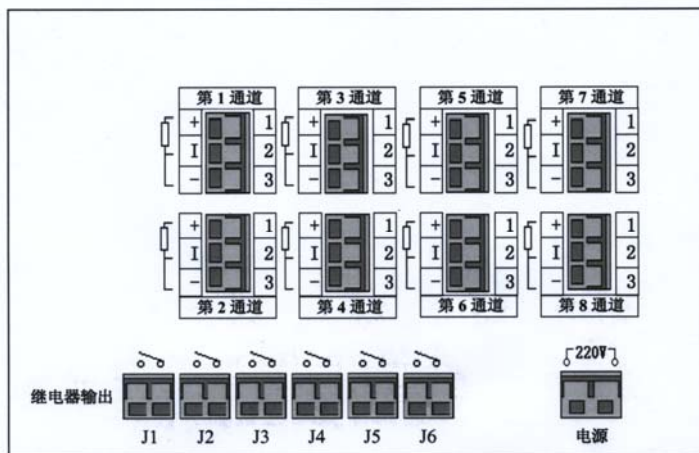 第1通道 第3通道 第5通道 第7通道
+ 1 + 1 + 1 + 1
I 2 I 2 I 2 I 2
− 3 − 3 − 3 − 3
+ 1 + 1 + 1 + 1
I 2 I 2 I 2 I 2
− 3 − 3 − 3 − 3
第2通道 第4通道 第6通道 第8通道
220V
继电器输出
J1 J2 J3 J4 J5 J6 电源